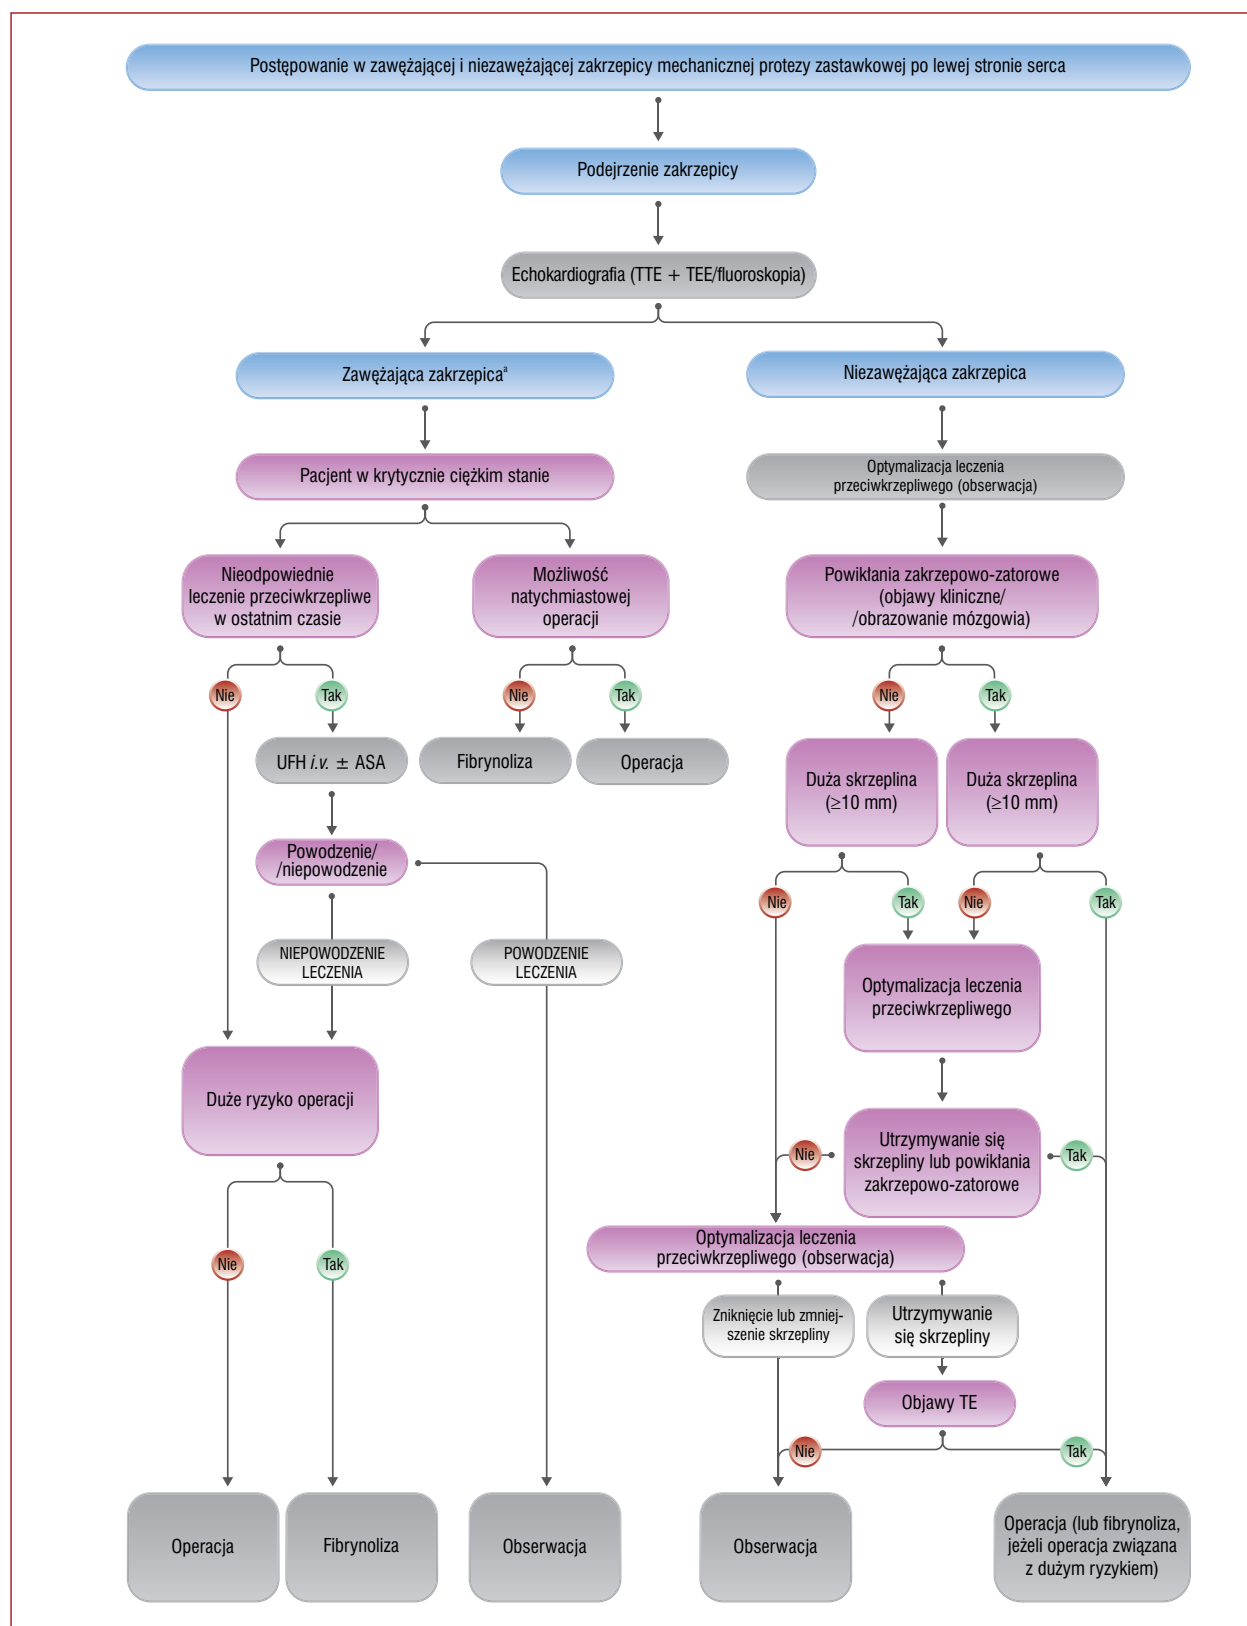 Postępowanie w zawężającej i niezawężającej zakrzepicy mechanicznej protezy zastawkowej po lewej stronie serca
Podejrzenie zakrzepicy
Echokardiografia (TTE + TEE/fluoroskopia)
Zawężająca zakrzepicaª
Niezawężająca zakrzepica
Pacjent w krytycznie ciężkim stanie
Optymalizacja leczenia
przeciwkrzepliwego (obserwacja)
Nieodpowiednie
leczenie przeciwkrzepliwe
w ostatnim czasie
Możliwość
natychmiastowej
operacji
Powikłania zakrzepowo-zatorowe
(objawy kliniczne/
/obrazowanie mózgowia)
Nie
Tak
Nie
Tak
Nie
Tak
UFH i.v. ± ASA
Fibrynoliza
Operacja
Duża skrzeplina
(≥10 mm)
Duża skrzeplina
(≥10 mm)
Powodzenie/
/niepowodzenie
Nie
Tak
Nie
Tak
NIEPOWODZENIE
LECZENIA
POWODZENIE
LECZENIA
Optymalizacja leczenia
przeciwkrzepliwego
Duże ryzyko operacji
Utrzymywanie się
skrzepliny lub powikłania
zakrzepowo-zatorowe
Nie
Tak
Optymalizacja leczenia
przeciwkrzepliwego (obserwacja)
Nie
Tak
Zniknięcie lub zmniej-
szenie skrzepliny
Utrzymywanie
się skrzepliny
Objawy TE
Nie
Tak
Operacja
Fibrynoliza
Obserwacja
Obserwacja
Operacja (lub fibrynoliza,
jeżeli operacja związana
z dużym ryzykiem)